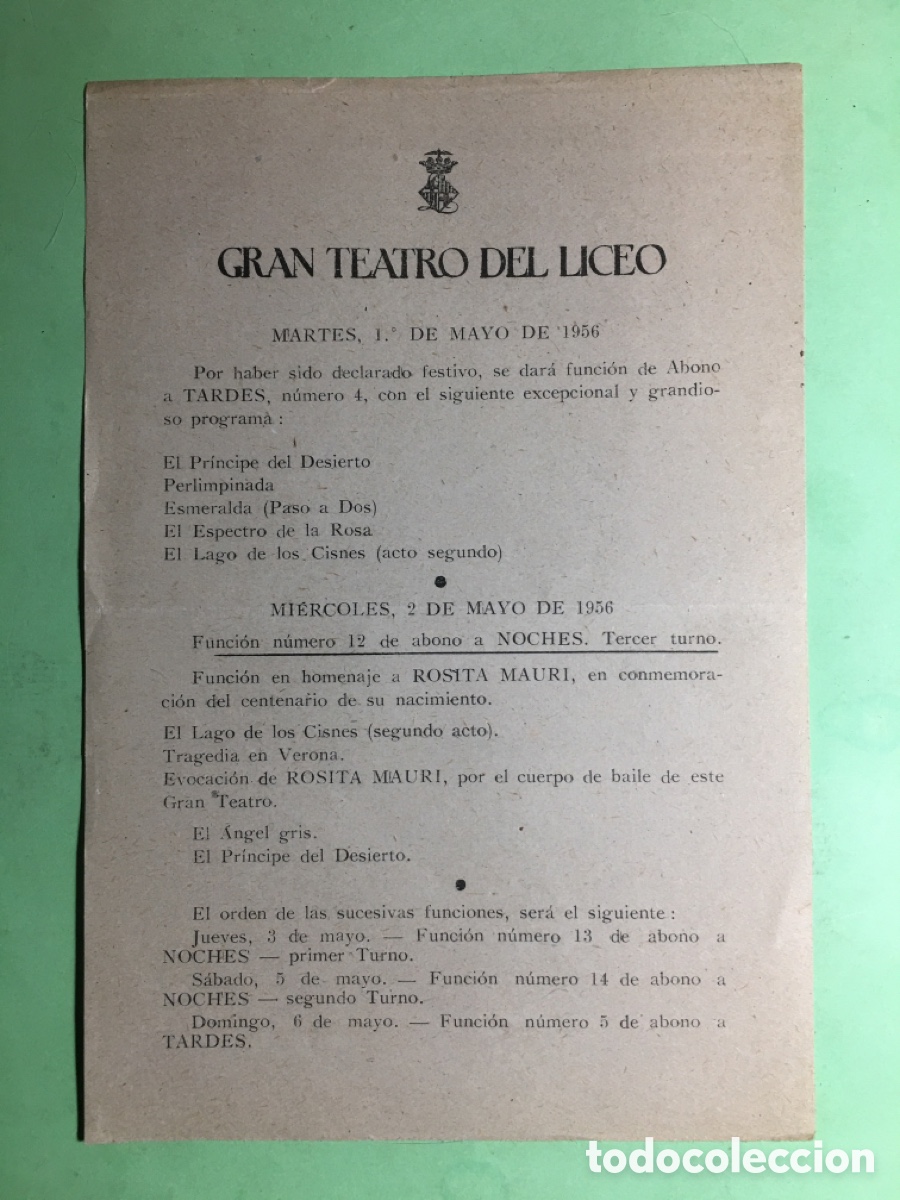 GRAN TEATRO DEL LICEO
MARTES, 1.° DE MAYO DE 1956
Por haber sido declarado festivo, se dará función de Abono
a TARDES, número 4, con el siguiente excepcional y grandio-
so programa :
El Príncipe del Desierto
Perlimpinada
Esmeralda (Paso a Dos)
El Espectro de la Rosa
El Lago de los Cisnes (acto segundo)
MIÉRCOLES, 2 DE MAYO DE 1956
Función número 12 de abono a NOCHES. Tercer turno.
Función en homenaje a ROSITA MAURI, en conmemora-
ción del centenario de su nacimiento.
El Lago de los Cisnes (segundo acto).
Tragedia en Verona.
Evocación de ROSITA MAURI, por el cuerpo de baile de este
Gran Teatro.
El Ángel gris.
El Príncipe del Desierto.
El orden de las sucesivas funciones, será el siguiente :
Jueves, 3 de mayo. — Función número 13 de abono a
NOCHES — primer Turno.
Sábado, 5 de mayo. — Función número 14 de abono a
NOCHES — segundo Turno.
Domingo, 6 de mayo. — Función número 5 de abono a
TARDES.
todocoleccion